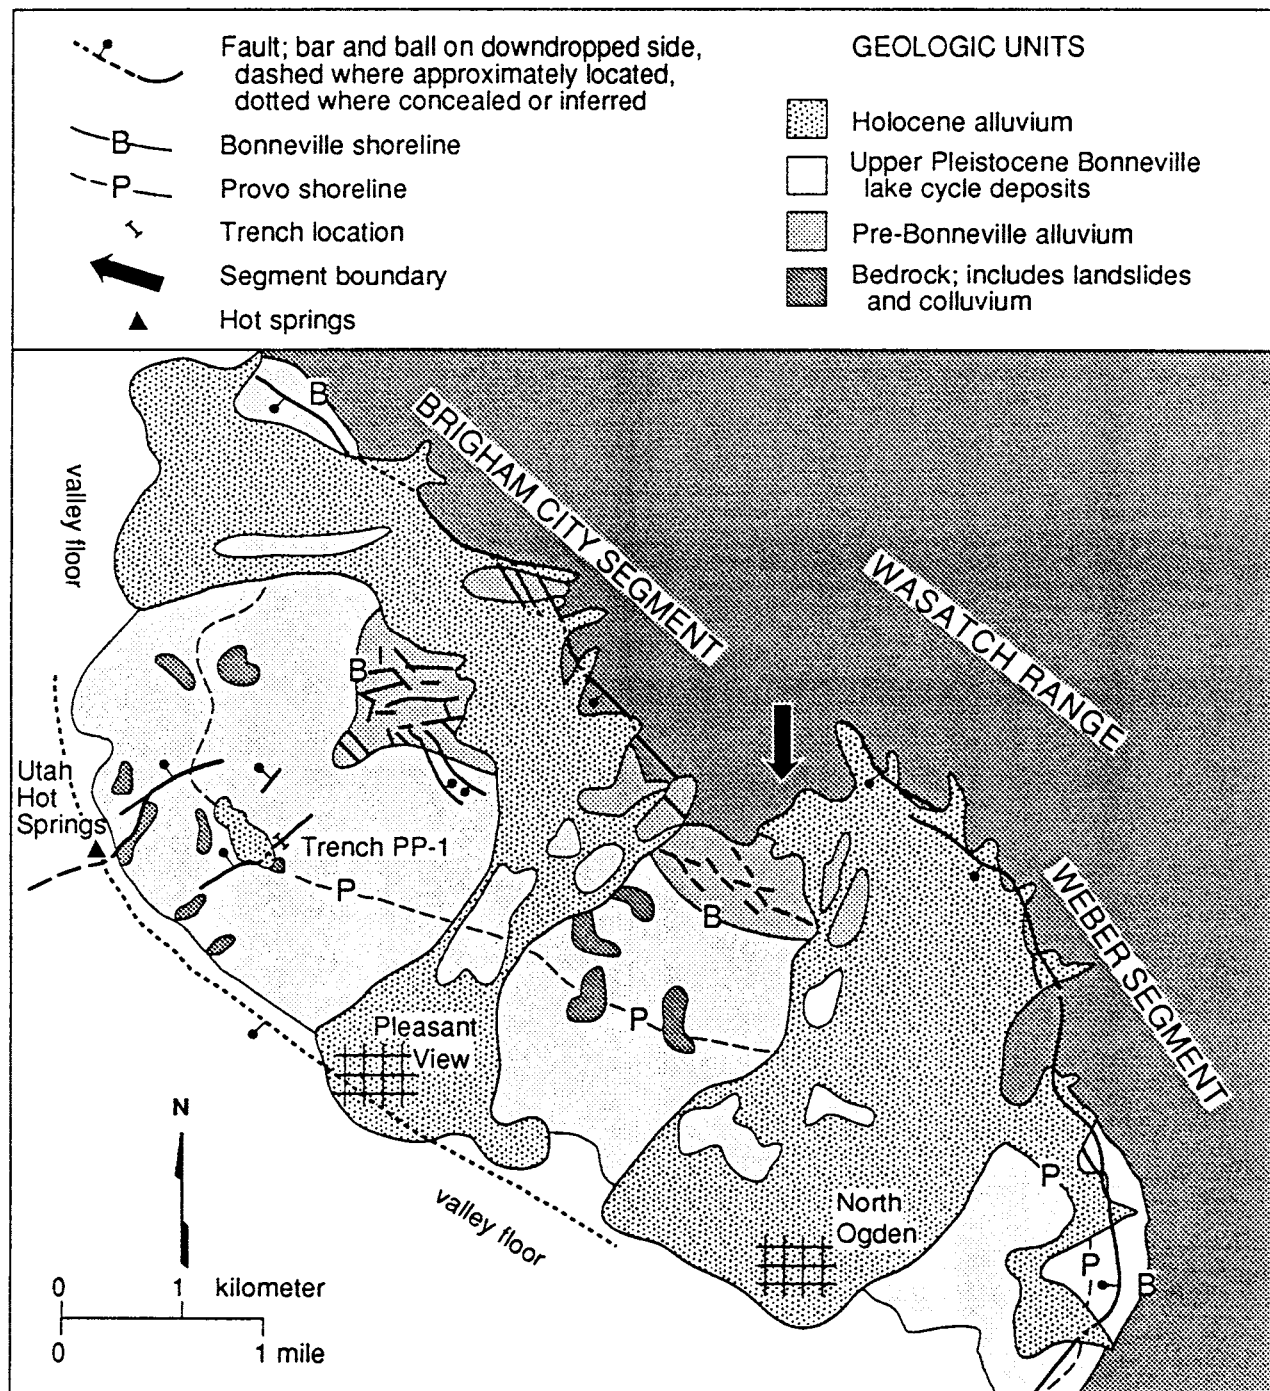 Fault; bar and ball on downdropped side,
dashed where approximately located,
dotted where concealed or inferred
B
Bonneville shoreline
P
Provo shoreline
Trench location
Segment boundary
Hot springs
GEOLOGIC UNITS
Holocene alluvium
Upper Pleistocene Bonneville
lake cycle deposits
Pre-Bonneville alluvium
Bedrock; includes landslides
and colluvium
B
BRIGHAM CITY SEGMENT
valley floor
WASATCH RANGE
B
Utah
Hot
Springs
Trench PP-1
P
B
WEBER SEGMENT
P
Pleasant
View
N
P
North
Ogden
valley floor
P
B
0 1 kilometer
0 1 mile